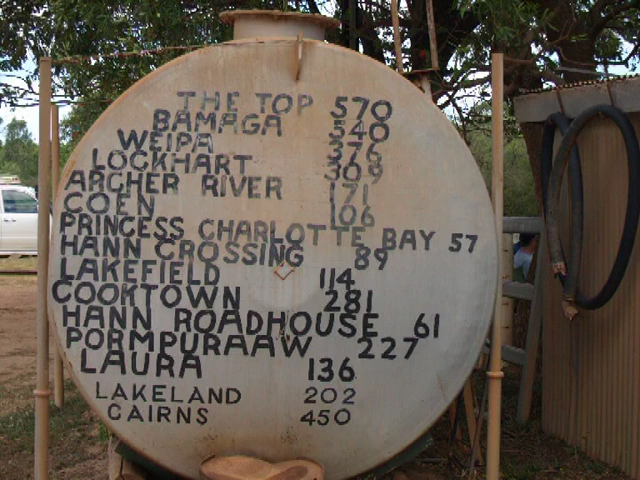 THE TOP 570
BAMAGA 540
WEIPA 376
LOCKHART 309
ARCHER RIVER 171
COEN 106
PRINCESS CHARLOTTE BAY 57
HANN CROSSING 89
LAKEFIELD 114
COOKTOWN 281
HANN ROADHOUSE 61
PORMPURAAW 227
LAURA 136
LAKELAND 202
CAIRNS 450